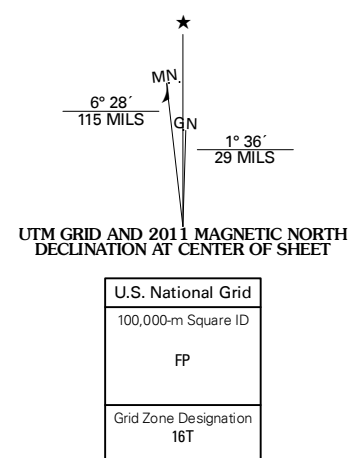 ★
MN.
6° 28´
115 MILS
GN
1° 36´
29 MILS
UTM GRID AND 2011 MAGNETIC NORTH
DECLINATION AT CENTER OF SHEET
U.S. National Grid
100,000-m Square ID
FP
Grid Zone Designation
16T